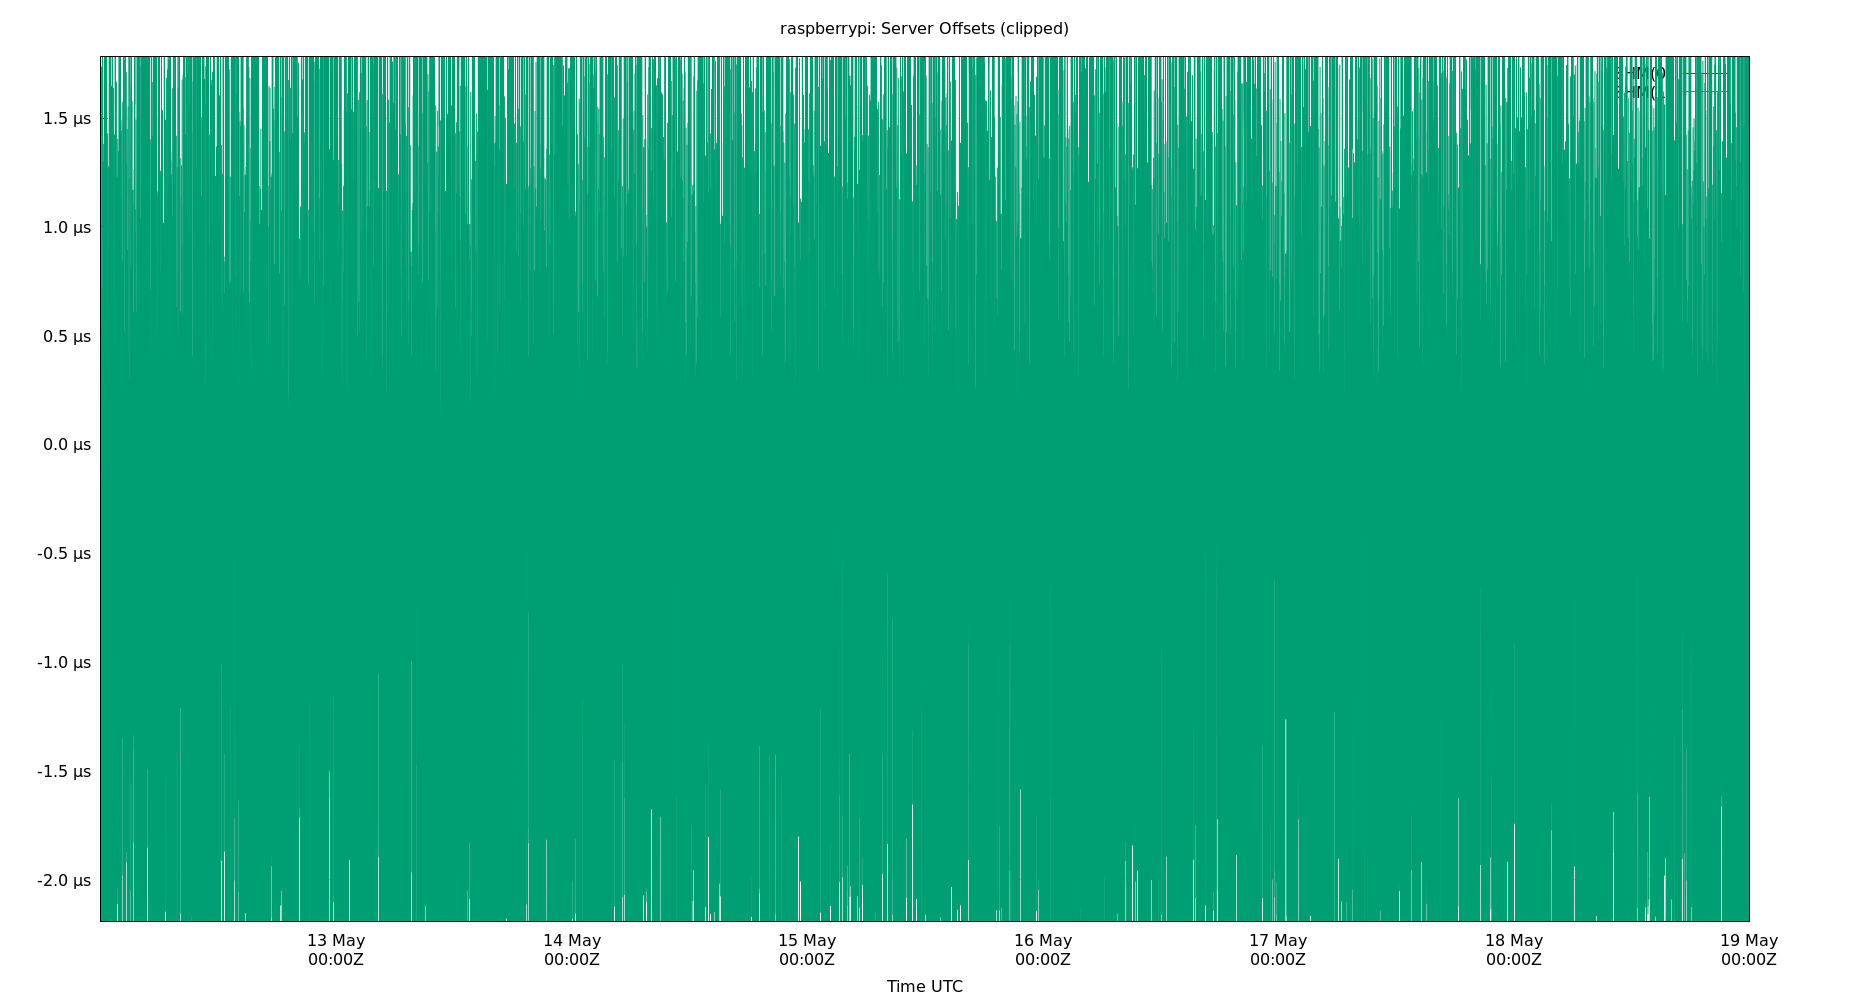 raspberrypi: Server Offsets (clipped)
1.5 µs
1.0 µs
0.5 µs
0.0 µs
-0.5 µs
-1.0 µs
-1.5 µs
-2.0 µs
13 May
00:00Z
14 May
00:00Z
15 May
00:00Z
16 May
00:00Z
17 May
00:00Z
18 May
00:00Z
19 May
00:00Z
Time UTC